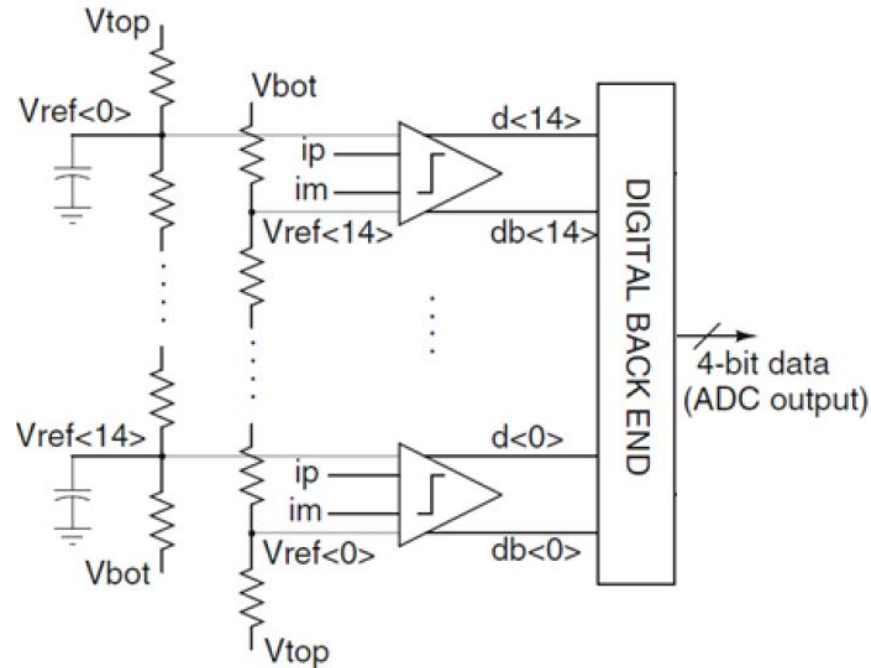 Vtop
Vbot
Vref<0>
d<14>
ip
im
Vref<14>
db<14>
DIGITAL BACK END
4-bit data
(ADC output)
Vref<14>
d<0>
ip
im
Vref<0>
db<0>
Vbot
Vtop